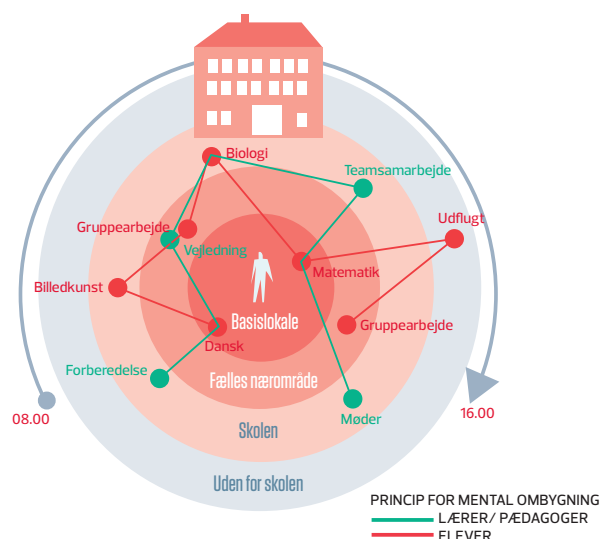 Biologi
Teamsamarbejde
Udflugt
Gruppearbejde
Vejledning
Matematik
Billedkunst
Basislokale
Gruppearbejde
Dansk
Forberedelse
Fælles nærområde
08.00
16.00
Møder
Skolen
Uden for skolen
PRINCIP FOR MENTAL OMBYGNING
LÆRER/ PÆDAGOGER
ELEVER